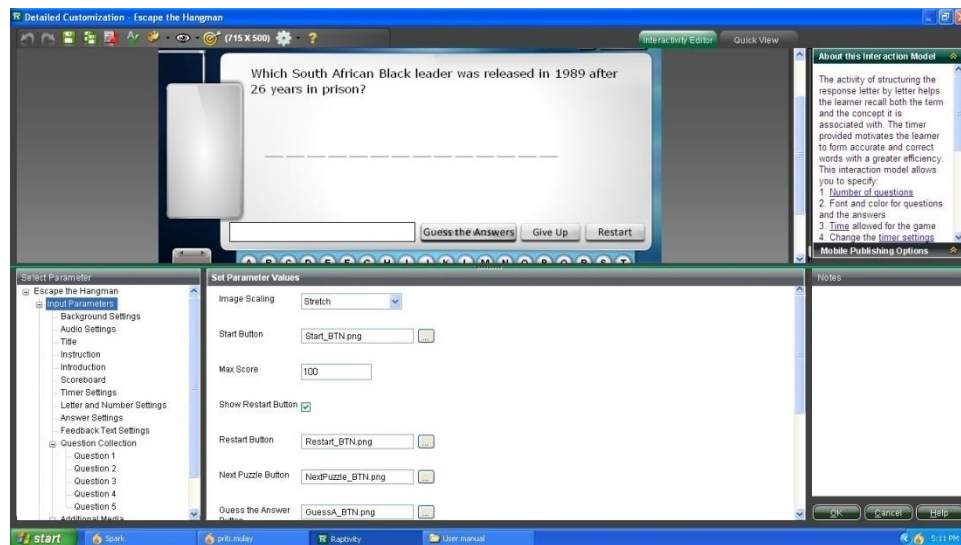 Detailed Customization - Escape the Hangman
(715 X 500)
Interactivity Editor
Quick View
Which South African Black leader was released in 1989 after
26 years in prison?
Guess the Answers
Give Up
Restart
A B C D E F G H I J K L M N O P Q R S T
About this Interaction Model
The activity of structuring the
response letter by letter helps
the learner recall both the term
and the concept it is
associated with. The timer
provided motivates the learner
to form accurate and correct
words with a greater efficiency.
This interaction model allows
you to specify:
1. Number of questions
2. Font and color for questions
and the answers
3. Time allowed for the game
4. Change the timer settings
Mobile Publishing Options
Select Parameter
Escape the Hangman
Input Parameters
Background Settings
Audio Settings
Title
Instruction
Introduction
Scoreboard
Timer Settings
Letter and Number Settings
Answer Settings
Feedback Text Settings
Question Collection
Question 1
Question 2
Question 3
Question 4
Question 5
Additional Media
Set Parameter Values
Image Scaling
Stretch
Start Button
Start_BTN.png
...
Max Score
100
Show Restart Button
Restart Button
Restart_BTN.png
...
Next Puzzle Button
NextPuzzle_BTN.png
...
Guess the Answer
Button
GuessA_BTN.png
...
Notes
OK
Cancel
Help
start
Spark
priti.mulay
Raptivity
User manual
5:11 PM